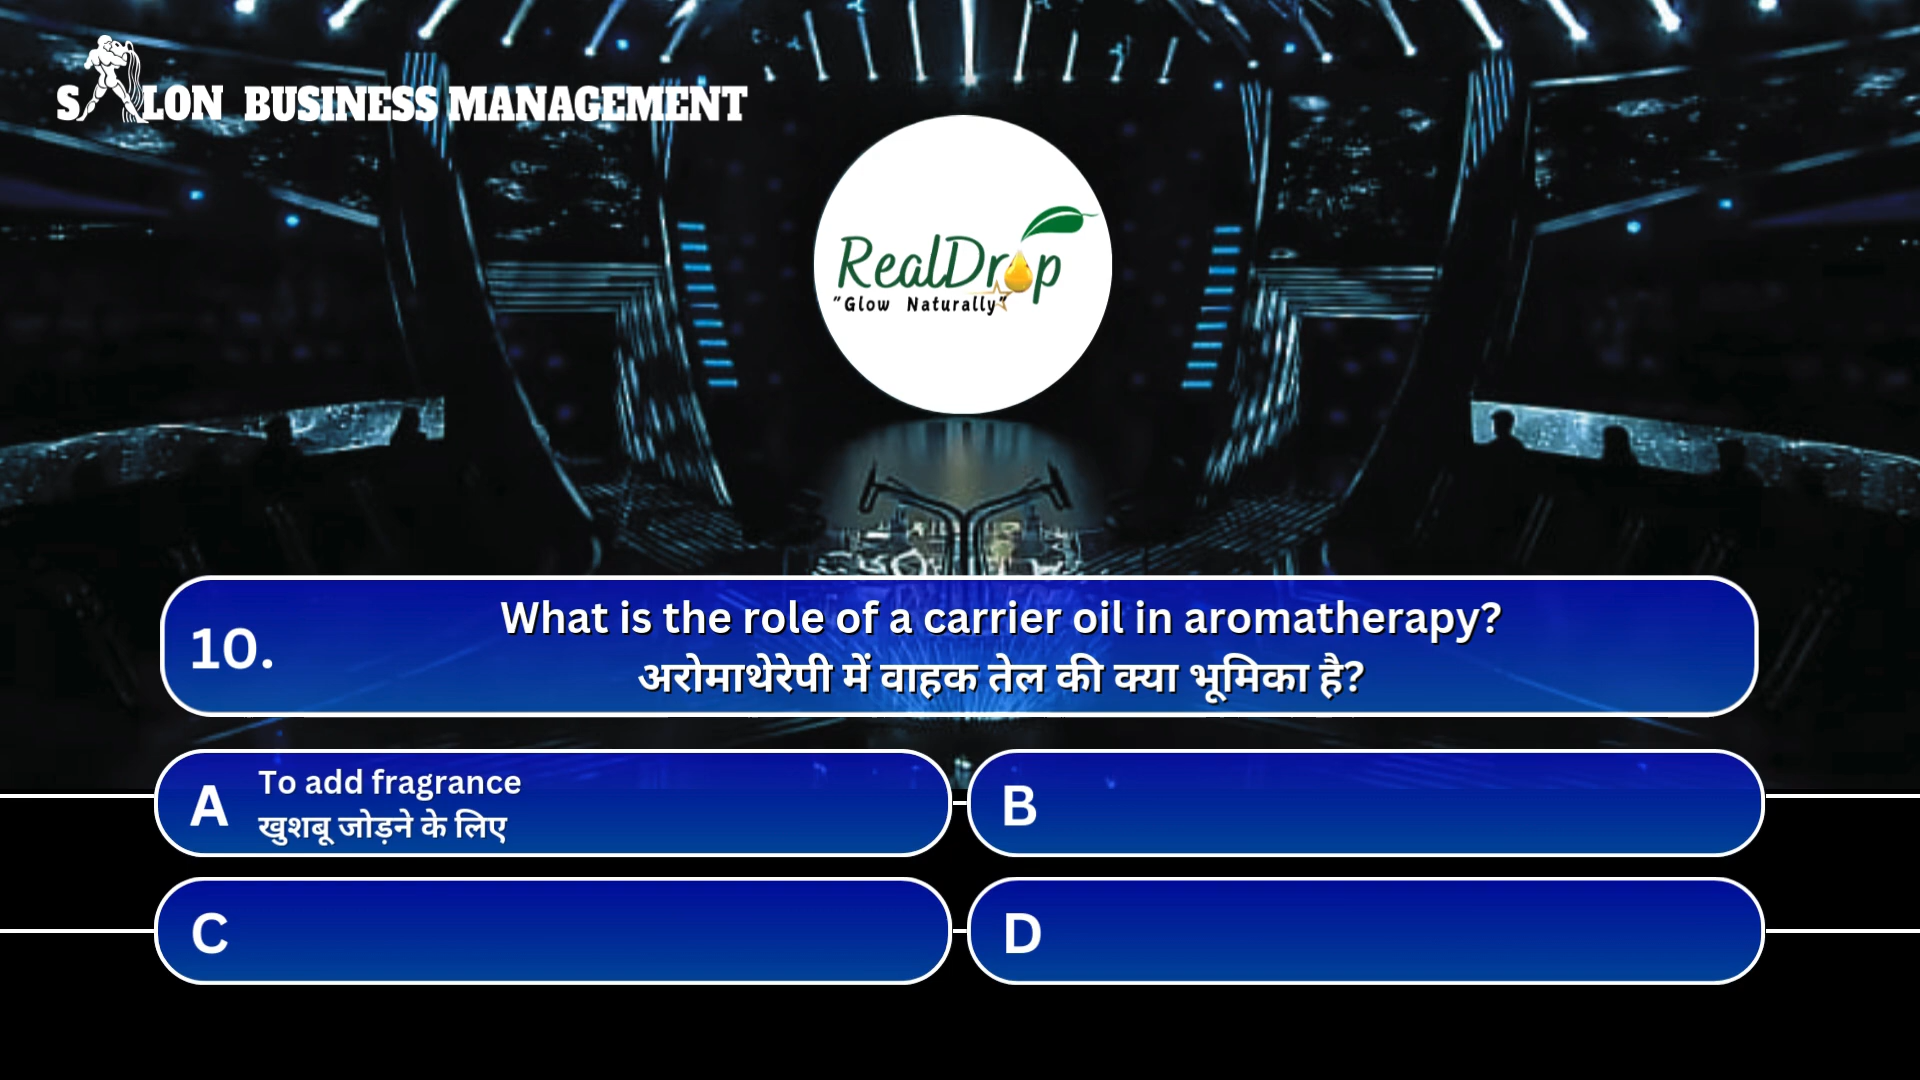 SALON BUSINESS MANAGEMENT
RealDrop
"Glow Naturally"
10.
What is the role of a carrier oil in aromatherapy?
अरोमाथेरेपी में वाहक तेल की क्या भूमिका है?
A
To add fragrance
खुशबू जोड़ने के लिए
B
C
D